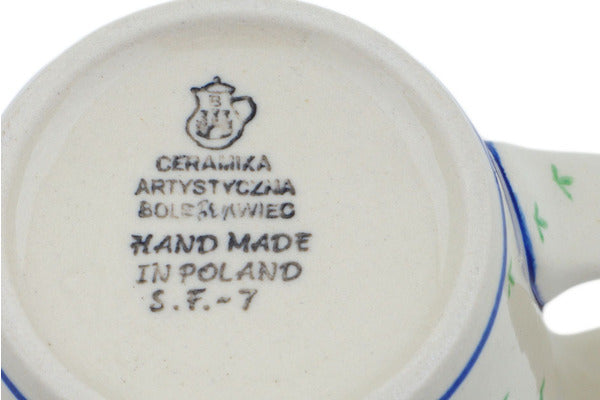 CERAMIKA
ARTYSTYCZNA
BOLESŁAWIEC
HAND MADE
IN POLAND
S.F.-7